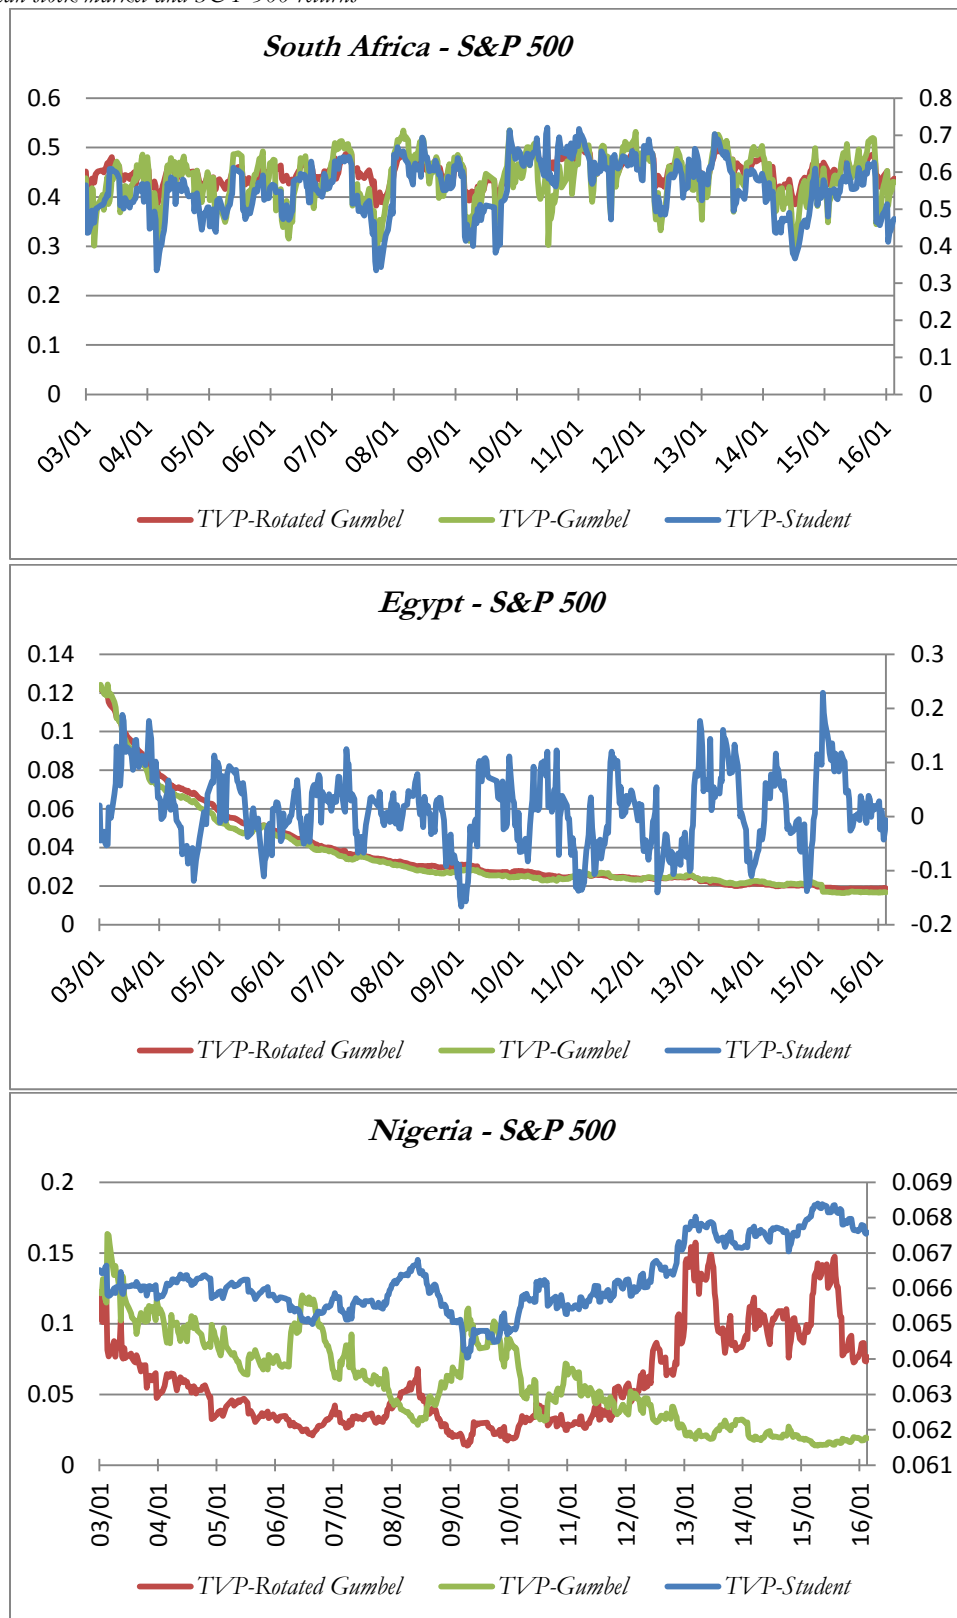 stock market and S&P 500 returns
South Africa - S&P 500
0.6 0.8
0.5 0.7
0.4 0.6
0.3 0.5
0.2 0.4
0.1 0.3
0 0.2
0.1
0
03/01 04/01 05/01 06/01 07/01 08/01 09/01 10/01 11/01 12/01 13/01 14/01 15/01 16/01
TVP-Rotated Gumbel TVP-Gumbel TVP-Student
Egypt - S&P 500
0.14 0.3
0.12 0.2
0.1 0.1
0.08 0
0.06 -0.1
0.04 -0.2
0.02
0
03/01 04/01 05/01 06/01 07/01 08/01 09/01 10/01 11/01 12/01 13/01 14/01 15/01 16/01
TVP-Rotated Gumbel TVP-Gumbel TVP-Student
Nigeria - S&P 500
0.2 0.069
0.15 0.068
0.1 0.067
0.05 0.066
0 0.065
0.064
0.063
0.062
0.061
03/01 04/01 05/01 06/01 07/01 08/01 09/01 10/01 11/01 12/01 13/01 14/01 15/01 16/01
TVP-Rotated Gumbel TVP-Gumbel TVP-Student